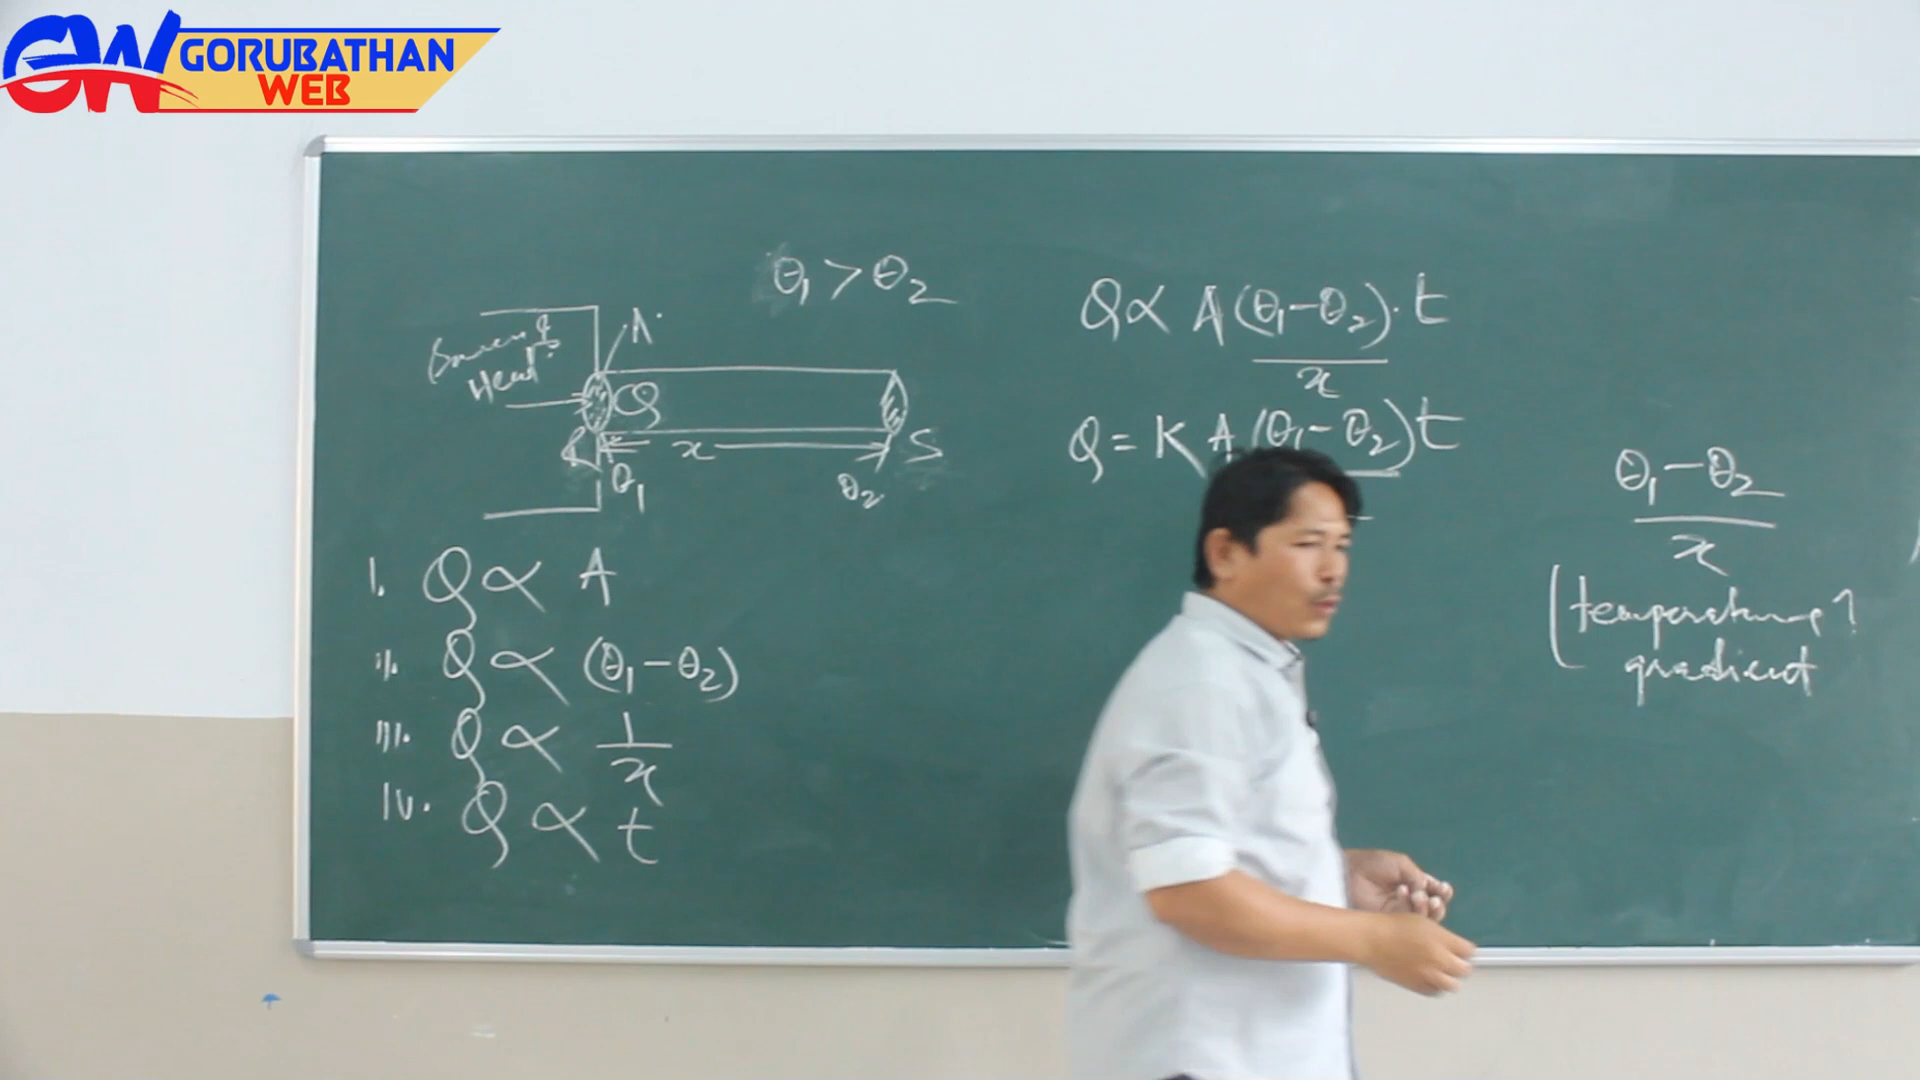 GW GORUBATHAN
WEB
θ₁ > θ₂
A
Source of
Heat
Q
R
x
S
θ₁
θ₂
i. Q ∝ A
ii. Q ∝ (θ₁ - θ₂)
iii. Q ∝ 1/x
iv. Q ∝ t
Q ∝ A (θ₁ - θ₂) · t
x
Q = K A (θ₁ - θ₂) t
θ₁ - θ₂
x
(temperature
gradient